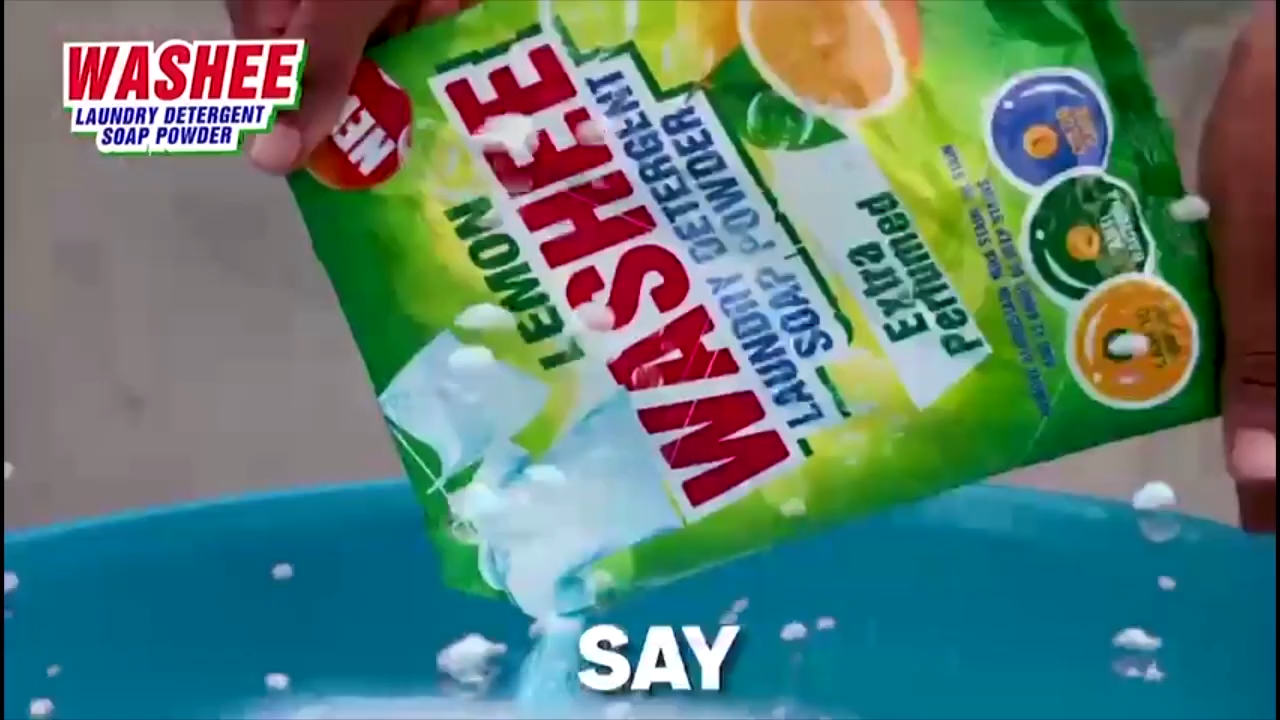 WASHEE
LAUNDRY DETERGENT
SOAP POWDER
NEW
LEMON
WASHEE
LAUNDRY DETERGENT
SOAP POWDER
Extra
Perfumed
SAY